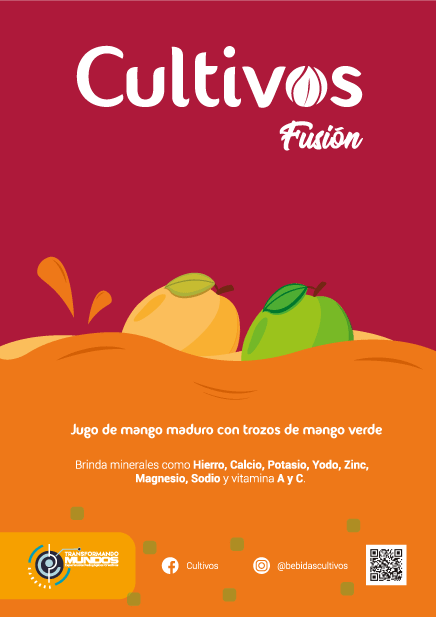 Cultivos
Fusión
Jugo de mango maduro con trozos de mango verde
Brinda minerales como Hierro, Calcio, Potasio, Yodo, Zinc,
Magnesio, Sodio y vitamina A y C.
TRANSFORMANDO
MUNDOS
Cultivos
@bebidascultivos